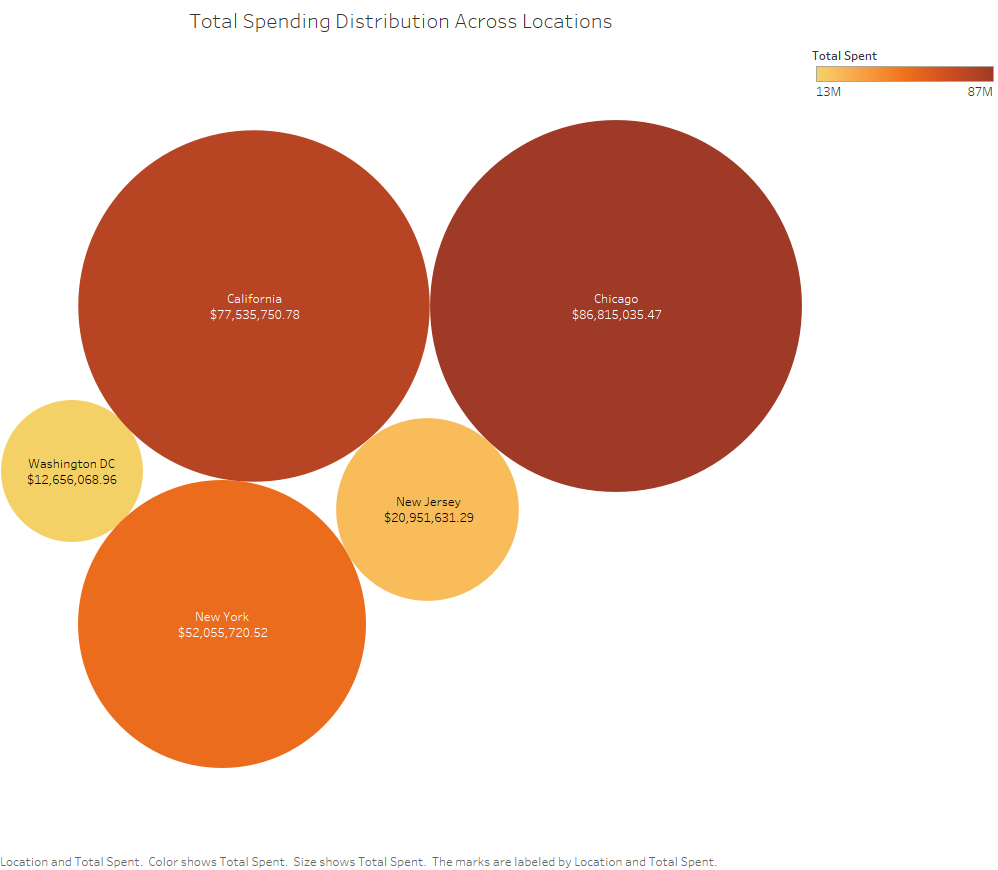 Total Spending Distribution Across Locations
Total Spent
13M 87M
California
$77,535,750.78
Chicago
$86,815,035.47
Washington DC
$12,656,068.96
New Jersey
$20,951,631.29
New York
$52,055,720.52
Location and Total Spent. Color shows Total Spent. Size shows Total Spent. The marks are labeled by Location and Total Spent.